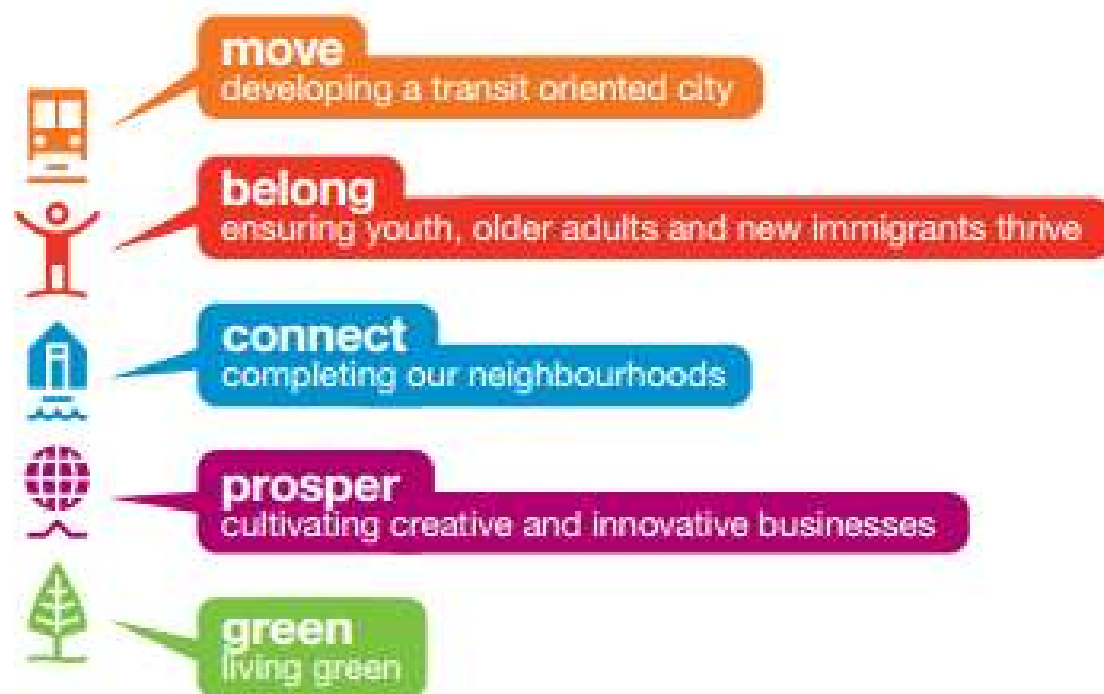 move
developing a transit oriented city
belong
ensuring youth, older adults and new immigrants thrive
connect
completing our neighbourhoods
prosper
cultivating creative and innovative businesses
green
living green